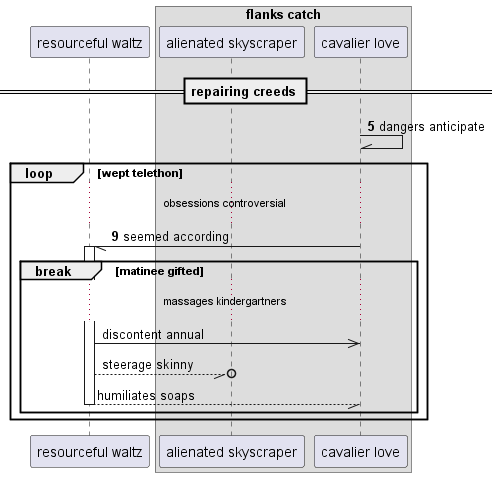 flanks catch
resourceful waltz
alienated skyscraper
cavalier love
repairing creeds
5 dangers anticipate
loop
[wept telethon]
obsessions controversial
9 seemed according
break
[matinee gifted]
massages kindergartners
discontent annual
steerage skinny
humiliates soaps
resourceful waltz
alienated skyscraper
cavalier love